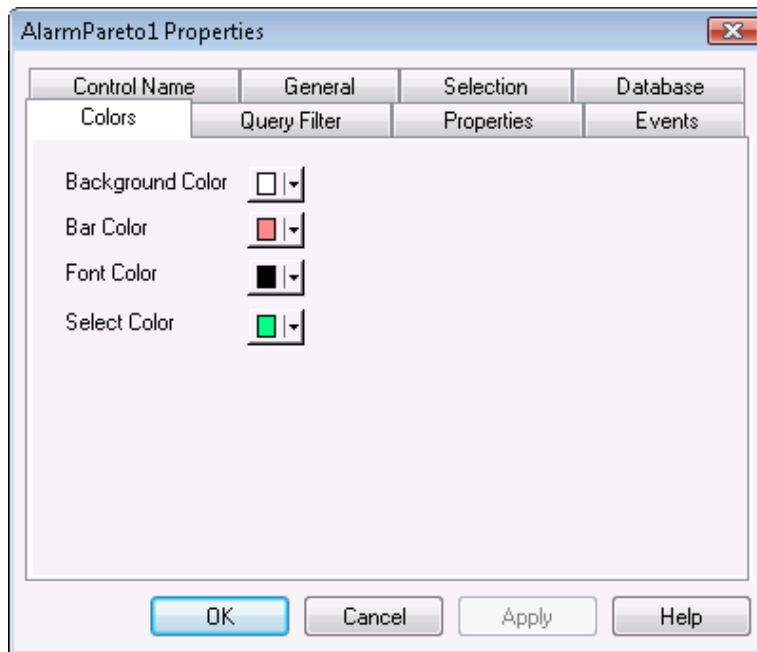 AlarmPareto1 Properties
Control Name General Selection Database
Colors Query Filter Properties Events
Background Color
Bar Color
Font Color
Select Color
OK Cancel Apply Help